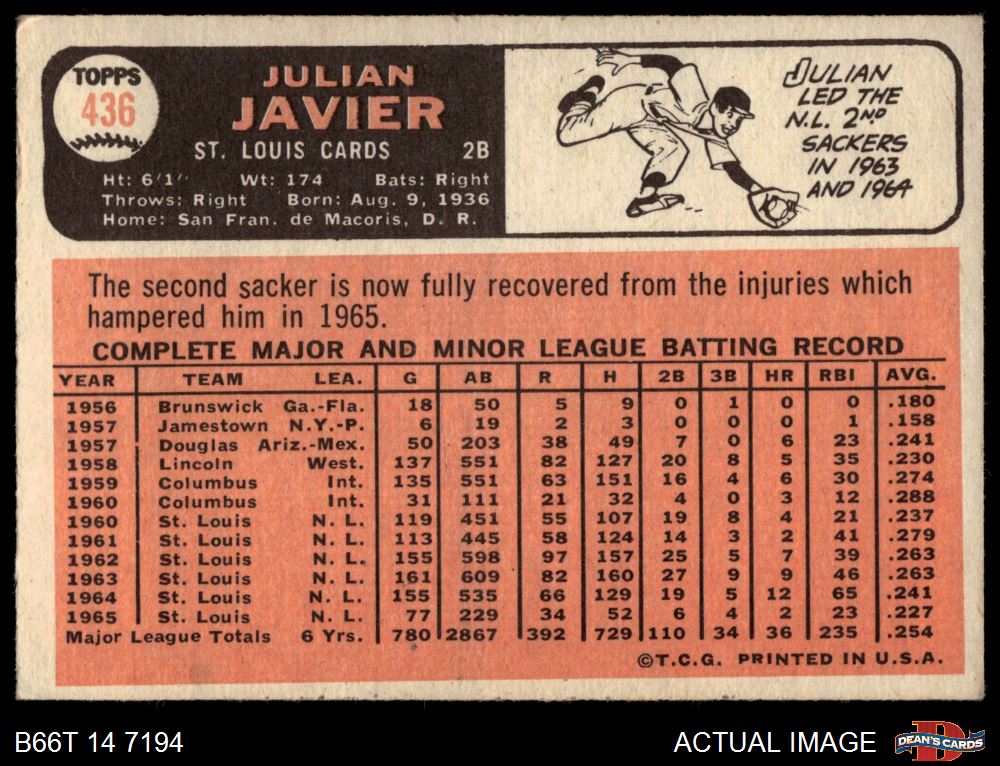 TOPPS
436
JULIAN
JAVIER
ST. LOUIS CARDS 2B
Ht: 6'1" Wt: 174 Bats: Right
Throws: Right Born: Aug. 9, 1936
Home: San Fran. de Macoris, D. R.
JULIAN
LED THE
N.L. 2ND
SACKERS
IN 1963
AND 1964
The second sacker is now fully recovered from the injuries which
hampered him in 1965.
COMPLETE MAJOR AND MINOR LEAGUE BATTING RECORD
YEAR TEAM LEA. G AB R H 2B 3B HR RBI AVG.
1956 Brunswick Ga.-Fla. 18 50 5 9 0 1 0 0 .180
1957 Jamestown N.Y.-P. 6 19 2 3 0 0 0 1 .158
1957 Douglas Ariz.-Mex. 50 203 38 49 7 0 6 23 .241
1958 Lincoln West. 137 551 82 127 20 8 5 35 .230
1959 Columbus Int. 135 551 63 151 16 4 6 30 .274
1960 Columbus Int. 31 111 21 32 4 0 3 12 .288
1960 St. Louis N. L. 119 451 55 107 19 8 4 21 .237
1961 St. Louis N. L. 113 445 58 124 14 3 2 41 .279
1962 St. Louis N. L. 155 598 97 157 25 5 7 39 .263
1963 St. Louis N. L. 161 609 82 160 27 9 9 46 .263
1964 St. Louis N. L. 155 535 66 129 19 5 12 65 .241
1965 St. Louis N. L. 77 229 34 52 6 4 2 23 .227
Major League Totals 6 Yrs. 780 2867 392 729 110 34 36 235 .254
©T.C.G. PRINTED IN U.S.A.
B66T 14 7194
ACTUAL IMAGE
DEAN'S CARDS